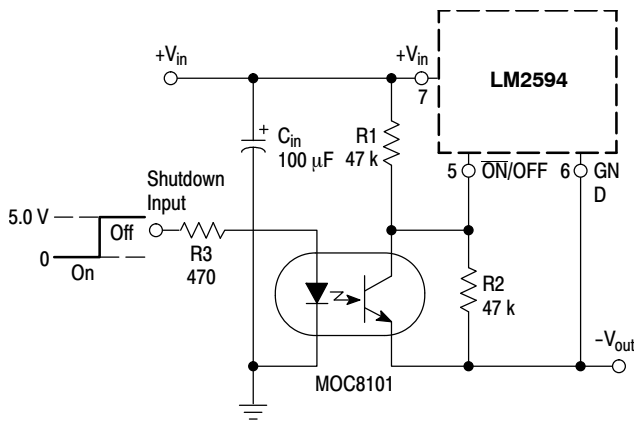 +Vin
+Vin
LM2594
7
+
Cin
100 μF
R1
47 k
5
ON/OFF
6
GN
D
Shutdown
Input
5.0 V
Off
0
On
R3
470
R2
47 k
-Vout
MOC8101